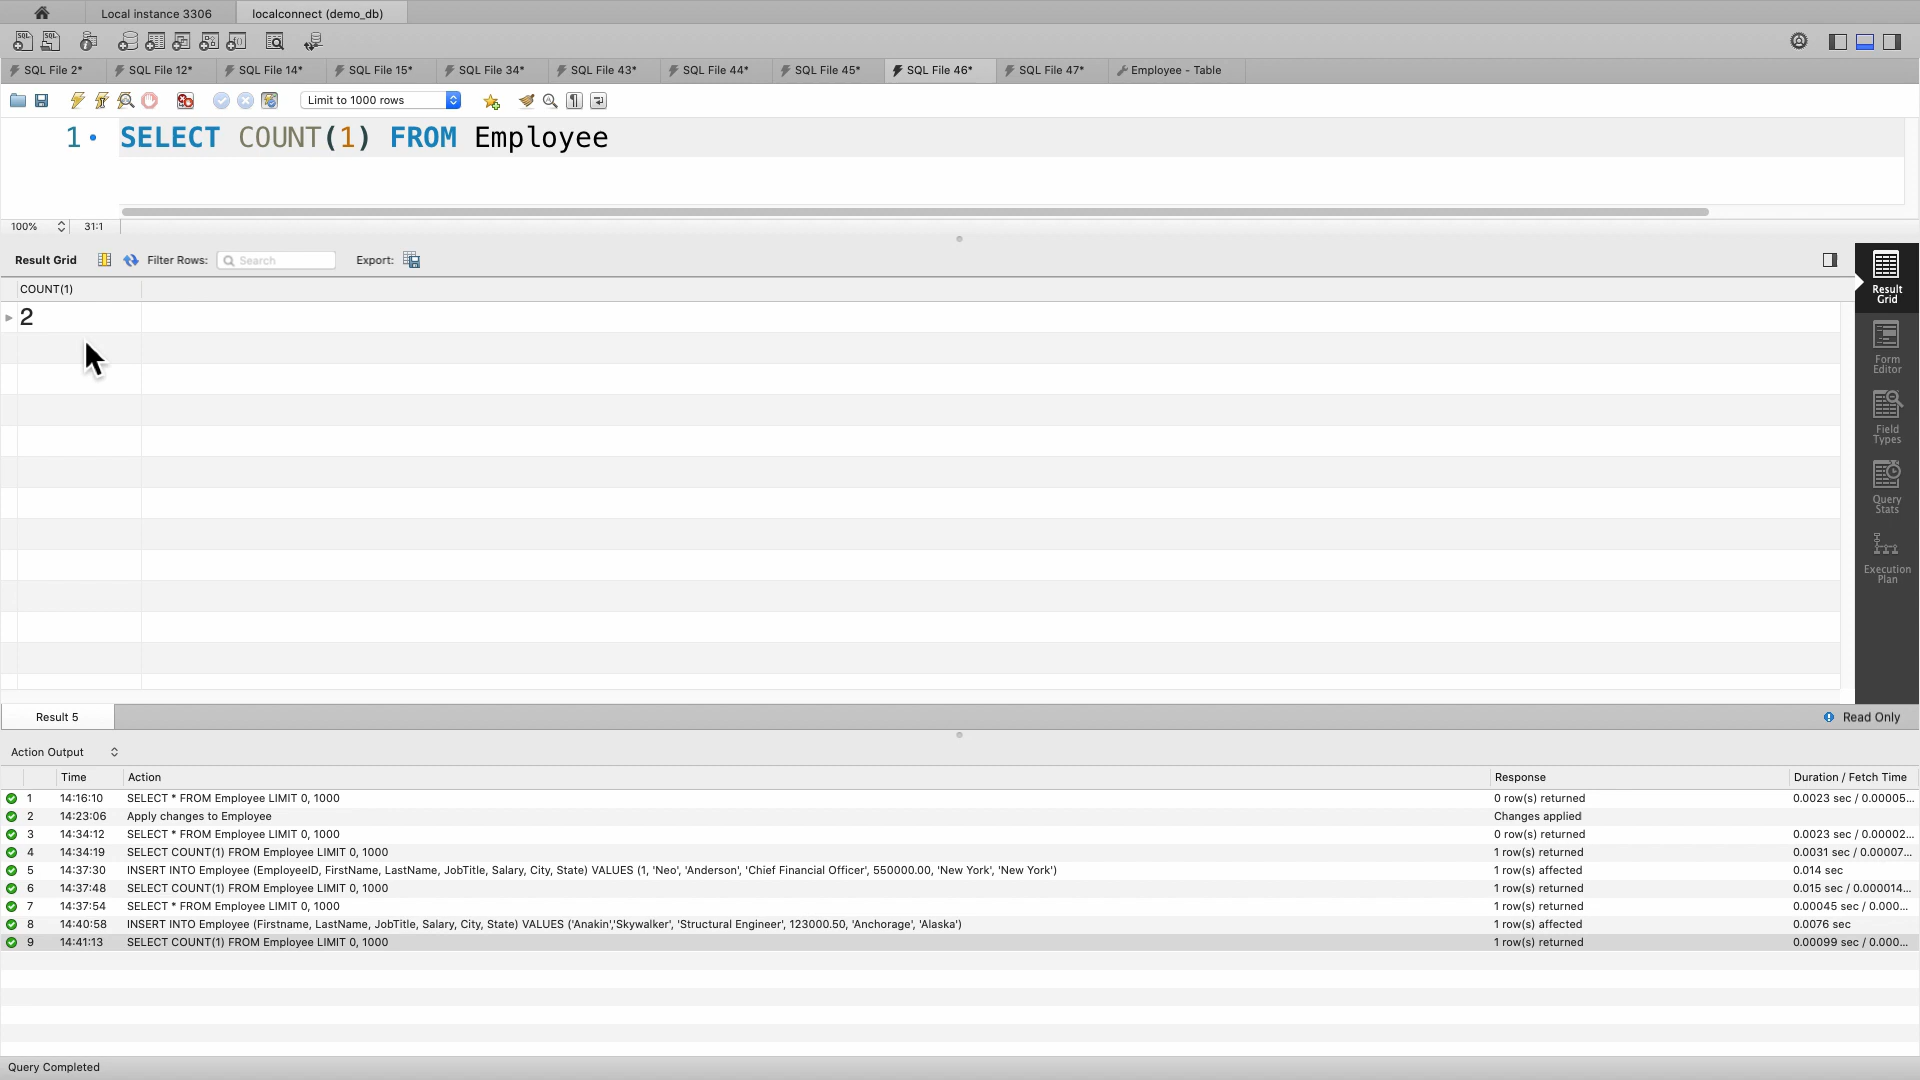 Local instance 3306 localconnect (demo_db)
SQL File 2* SQL File 12* SQL File 14* SQL File 15* SQL File 34* SQL File 43* SQL File 44* SQL File 45* SQL File 46* SQL File 47* Employee - Table
Limit to 1000 rows
1 SELECT COUNT(1) FROM Employee
100% 31:1
Result Grid Filter Rows: Search Export:
COUNT(1)
2
Result Grid
Form Editor
Field Types
Query Stats
Execution Plan
Result 5 Read Only
Action Output
Time Action Response Duration / Fetch Time
1 14:16:10 SELECT * FROM Employee LIMIT 0, 1000 0 row(s) returned 0.0023 sec / 0.00005...
2 14:23:06 Apply changes to Employee Changes applied
3 14:34:12 SELECT * FROM Employee LIMIT 0, 1000 0 row(s) returned 0.0023 sec / 0.00002...
4 14:34:19 SELECT COUNT(1) FROM Employee LIMIT 0, 1000 1 row(s) returned 0.0031 sec / 0.00007...
5 14:37:30 INSERT INTO Employee (EmployeeID, FirstName, LastName, JobTitle, Salary, City, State) VALUES (1, 'Neo', 'Anderson', 'Chief Financial Officer', 550000.00, 'New York', 'New York') 1 row(s) affected 0.014 sec
6 14:37:48 SELECT COUNT(1) FROM Employee LIMIT 0, 1000 1 row(s) returned 0.015 sec / 0.000014...
7 14:37:54 SELECT * FROM Employee LIMIT 0, 1000 1 row(s) returned 0.00045 sec / 0.000...
8 14:40:58 INSERT INTO Employee (Firstname, LastName, JobTitle, Salary, City, State) VALUES ('Anakin','Skywalker', 'Structural Engineer', 123000.50, 'Anchorage', 'Alaska') 1 row(s) affected 0.0076 sec
9 14:41:13 SELECT COUNT(1) FROM Employee LIMIT 0, 1000 1 row(s) returned 0.00099 sec / 0.000...
Query Completed